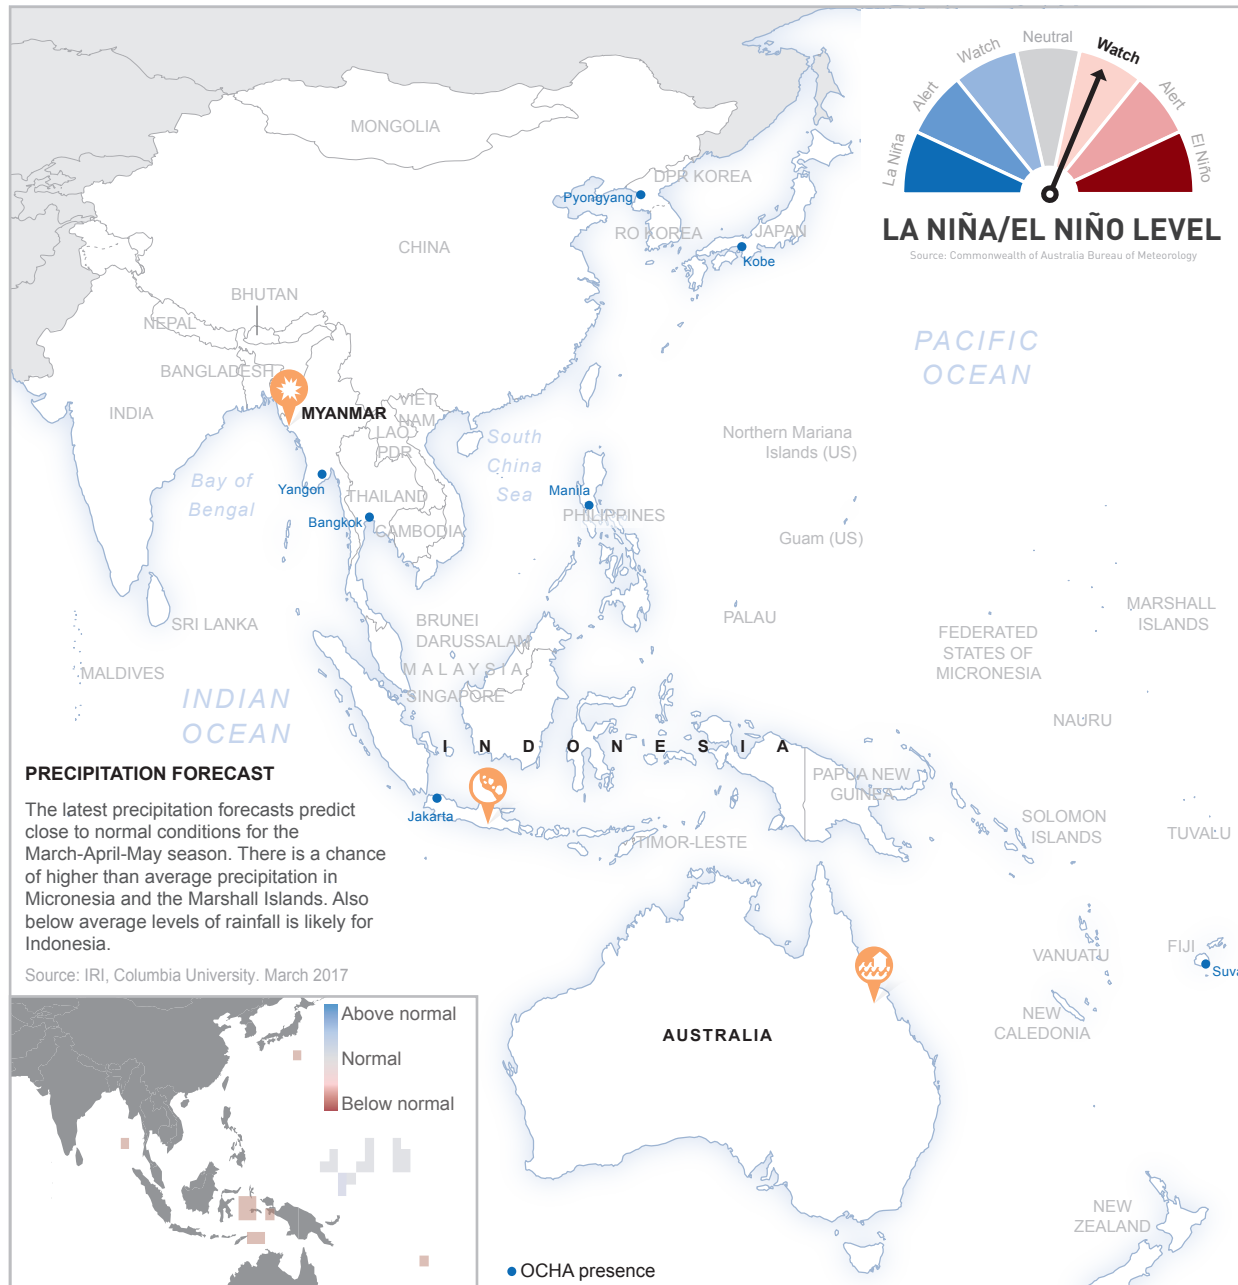 La Niña
Alert
Watch
Neutral
Watch
Alert
El Niño
LA NIÑA/EL NIÑO LEVEL
Source: Commonwealth of Australia Bureau of Meteorology
MONGOLIA
DPR KOREA
Pyongyang
RO KOREA
JAPAN
Kobe
CHINA
BHUTAN
NEPAL
BANGLADESH
INDIA
MYANMAR
VIET
NAM
LAO
PDR
South
China
Sea
PACIFIC
OCEAN
Northern Mariana
Islands (US)
Bay of
Bengal
Yangon
THAILAND
Bangkok
CAMBODIA
Manila
PHILIPPINES
Guam (US)
SRI LANKA
BRUNEI
DARUSSALAM
PALAU
MARSHALL
ISLANDS
FEDERATED
STATES OF
MICRONESIA
MALDIVES
MALAYSIA
SINGAPORE
INDIAN
OCEAN
NAURU
INDONESIA
PAPUA NEW
GUINEA
Jakarta
TIMOR-LESTE
SOLOMON
ISLANDS
TUVALU
PRECIPITATION FORECAST
The latest precipitation forecasts predict
close to normal conditions for the
March-April-May season. There is a chance
of higher than average precipitation in
Micronesia and the Marshall Islands. Also
below average levels of rainfall is likely for
Indonesia.
Source: IRI, Columbia University. March 2017
VANUATU
FIJI
Suva
NEW
CALEDONIA
AUSTRALIA
Above normal
Normal
Below normal
NEW
ZEALAND
OCHA presence